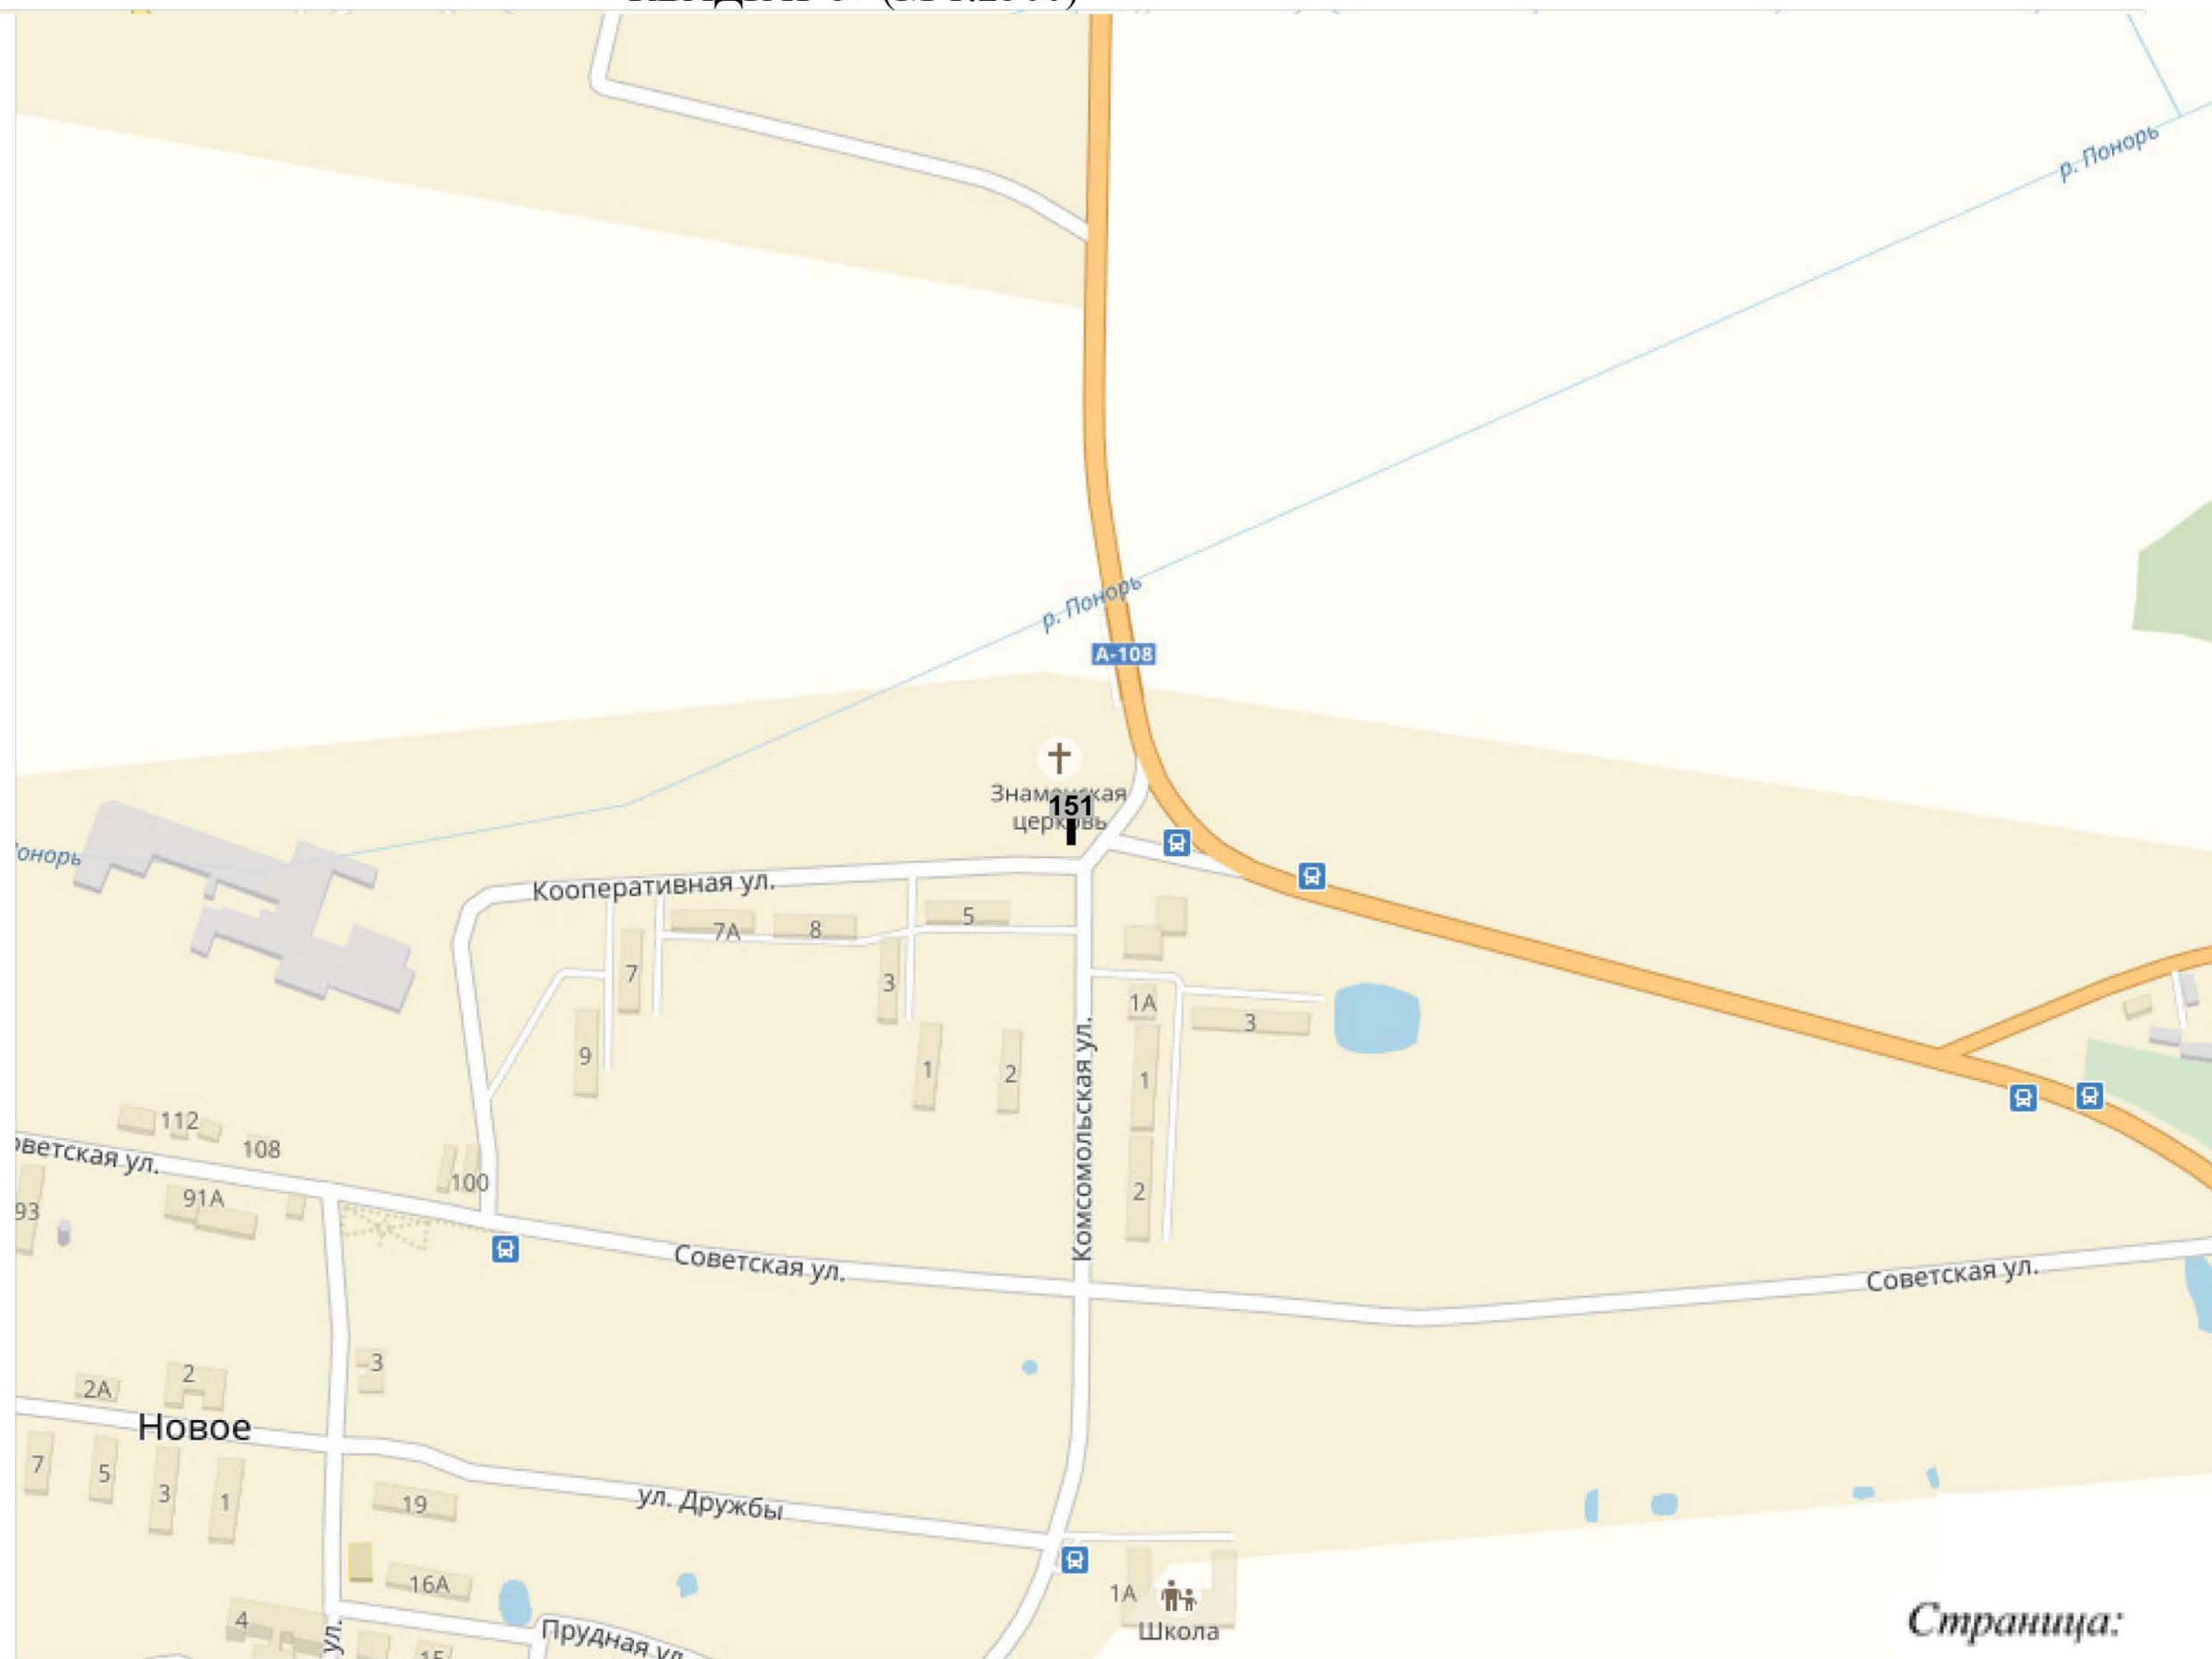 р. Понорь
р. Понорь
А-108
Знаменская
церковь
151
Кооперативная ул.
7А
8
5
7
3
9
1
2
1А
3
1
2
Комсомольская ул.
112
108
100
91А
93
Советская ул.
Советская ул.
3
2
2А
Новое
7
5
3
1
19
ул. Дружбы
16А
4
ул.
15
Прудная ул
1А
Школа
Страница: